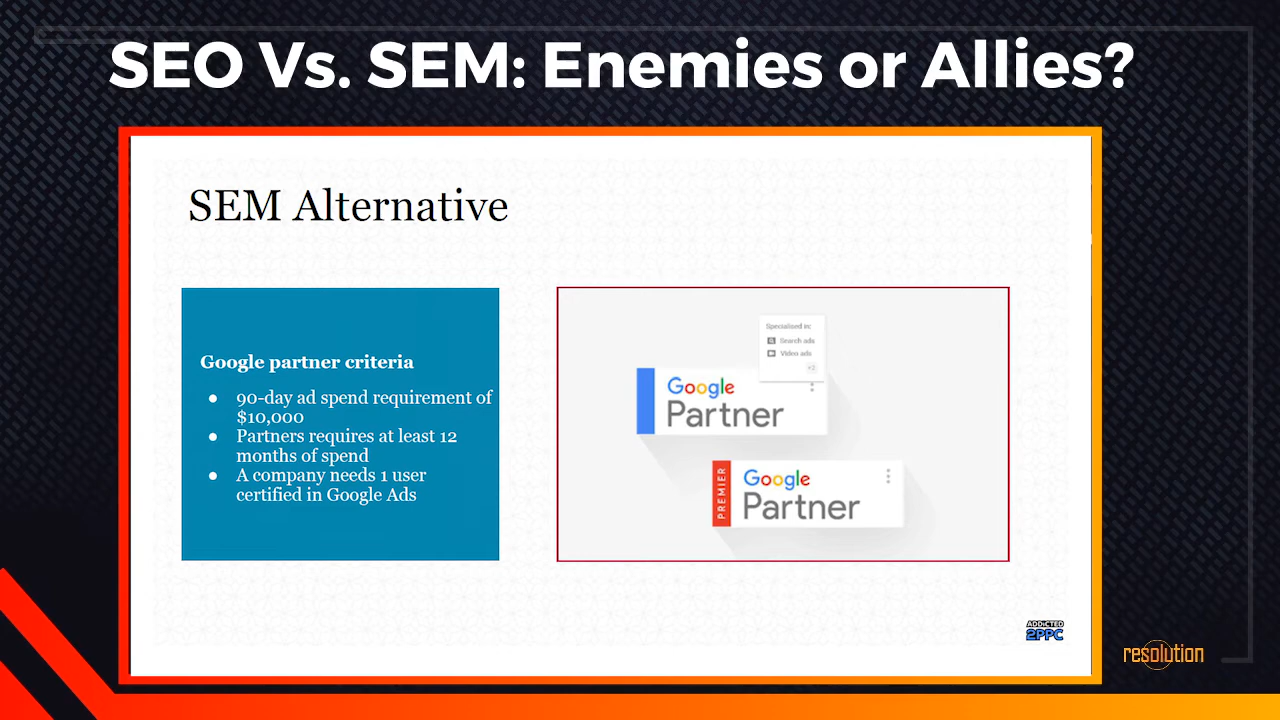 SEO Vs. SEM: Enemies or Allies?
SEM Alternative
Google partner criteria
● 90-day ad spend requirement of
$10,000
● Partners requires at least 12
months of spend
● A company needs 1 user
certified in Google Ads
Specialised in:
Search ads
Video ads
+2
Google
Partner
PREMIER
Google
Partner
ADDICTED
2PPC
resolution